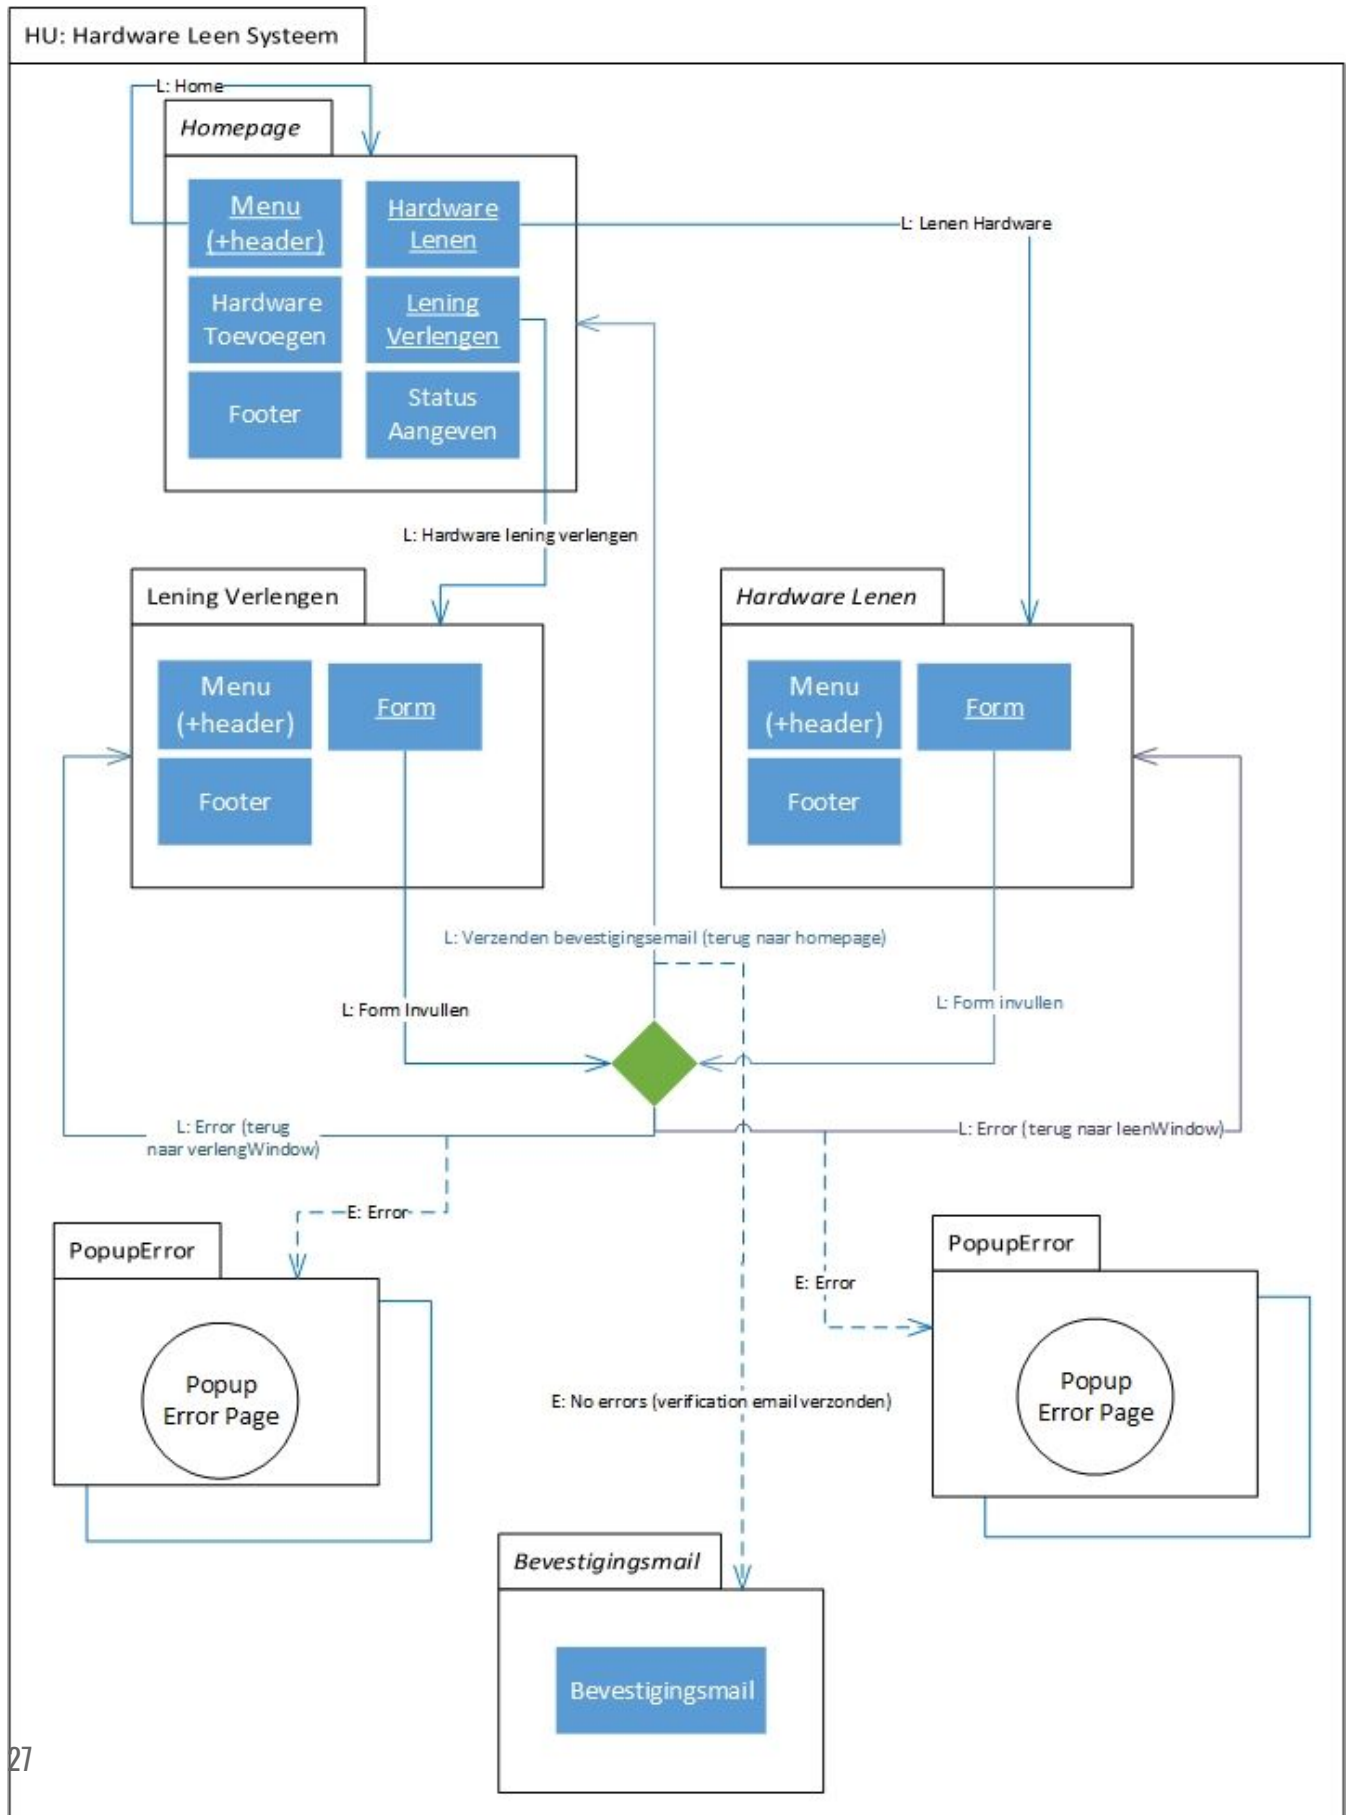 HU: Hardware Leen Systeem
L: Home
Homepage
Menu
(+header)
Hardware
Lenen
L: Lenen Hardware
Hardware
Toevoegen
Lening
Verlengen
Footer
Status
Aangeven
L: Hardware lening verlengen
Lening Verlengen
Menu
(+header)
Form
Footer
Hardware Lenen
Menu
(+header)
Form
Footer
L: Verzenden bevestigingsemail (terug naar homepage)
L: Form Invullen
L: Form invullen
L: Error (terug
naar verlengWindow)
L: Error (terug naar leenWindow)
E: Error
PopupError
Popup
Error Page
E: Error
PopupError
Popup
Error Page
E: No errors (verification email verzonden)
Bevestigingsmail
Bevestigingsmail
27